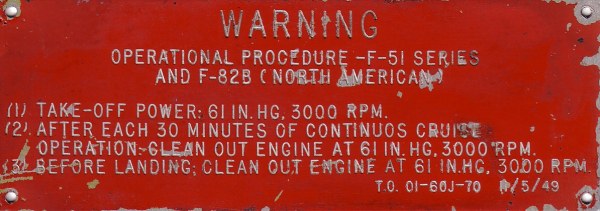 WARNING
OPERATIONAL PROCEDURE -F-51 SERIES
AND F-82B (NORTH AMERICAN)
(1) TAKE-OFF POWER: 61 IN.HG, 3000 RPM.
(2). AFTER EACH 30 MINUTES OF CONTINUOS CRUISE
OPERATION-CLEAN OUT ENGINE AT 61 IN.HG, 3000 RPM.
(3) BEFORE LANDING; CLEAN OUT ENGINE AT 61 IN.HG, 3000 RPM.
T.O. 01-60J-70 /5/49